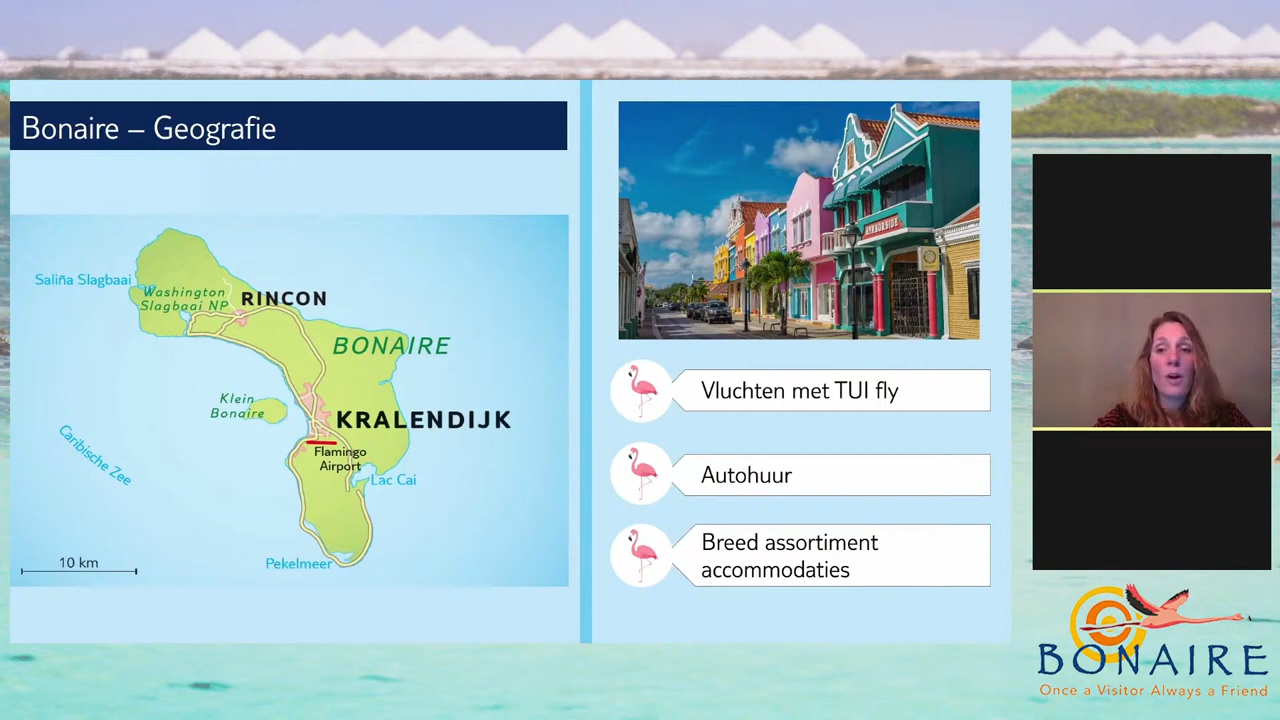 Bonaire – Geografie
Saliña Slagbaai
Washington
Slagbaai NP
RINCON
BONAIRE
Klein
Bonaire
KRALENDIJK
Flamingo
Airport
Caribische Zee
Lac Cai
Pekelmeer
10 km
Vluchten met TUI fly
Autohuur
Breed assortiment
accommodaties
BONAIRE
Once a Visitor Always a Friend